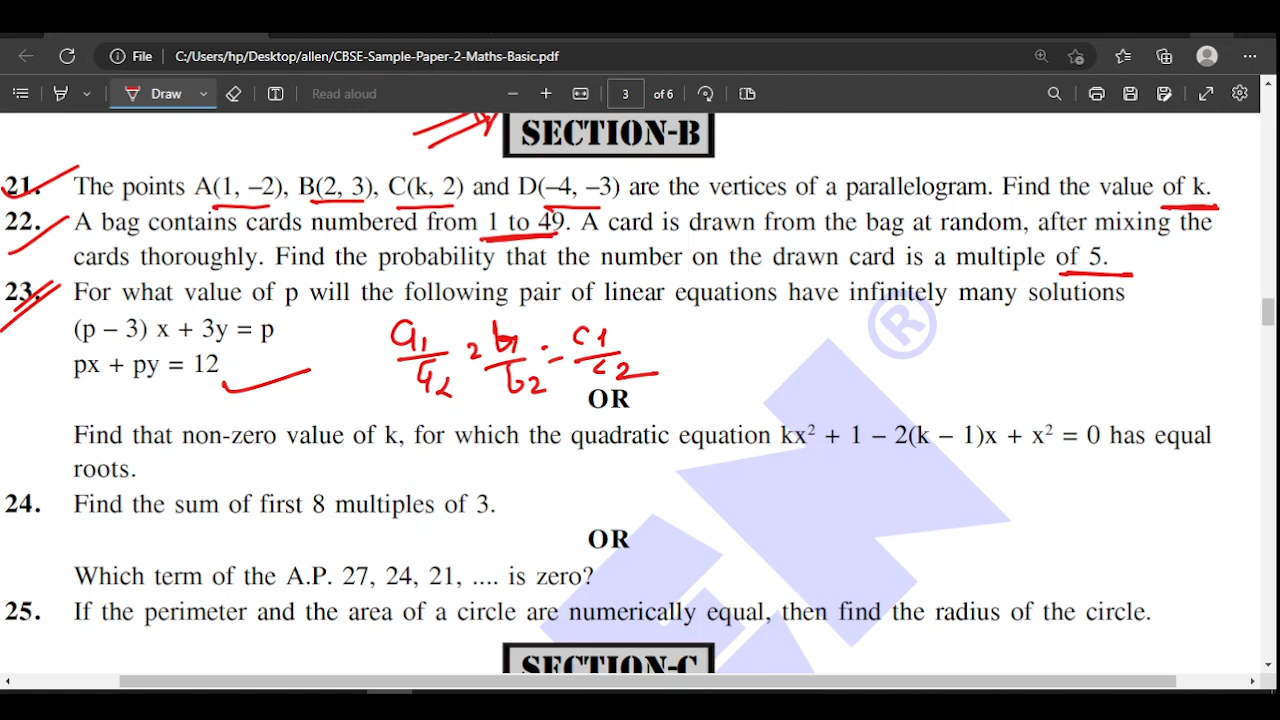 File C:/Users/hp/Desktop/allen/CBSE-Sample-Paper-2-Maths-Basic.pdf
Draw Read aloud 3 of 6
SECTION-B
21. The points A(1, –2), B(2, 3), C(k, 2) and D(–4, –3) are the vertices of a parallelogram. Find the value of k.
22. A bag contains cards numbered from 1 to 49. A card is drawn from the bag at random, after mixing the
cards thoroughly. Find the probability that the number on the drawn card is a multiple of 5.
23. For what value of p will the following pair of linear equations have infinitely many solutions
(p – 3) x + 3y = p
px + py = 12
a1/a2 = b1/b2 = c1/c2
OR
Find that non-zero value of k, for which the quadratic equation kx² + 1 – 2(k – 1)x + x² = 0 has equal
roots.
24. Find the sum of first 8 multiples of 3.
OR
Which term of the A.P. 27, 24, 21, .... is zero?
25. If the perimeter and the area of a circle are numerically equal, then find the radius of the circle.
SECTION-C